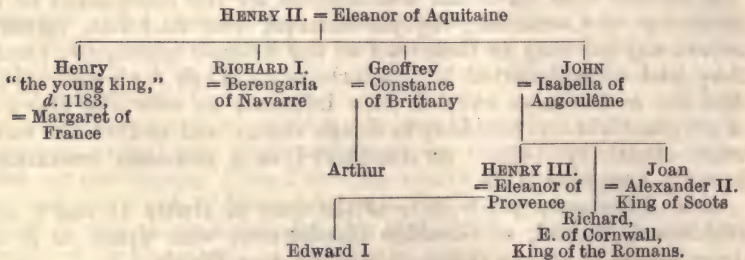 HENRY II. = Eleanor of Aquitaine
Henry
"the young king,"
d. 1183,
= Margaret of
France
RICHARD I.
= Berengaria
of Navarre
Geoffrey
= Constance
of Brittany
JOHN
= Isabella of
Angoulême
Arthur
HENRY III.
= Eleanor of
Provence
Joan
= Alexander II.
King of Scots
Richard,
E. of Cornwall,
King of the Romans.
Edward I